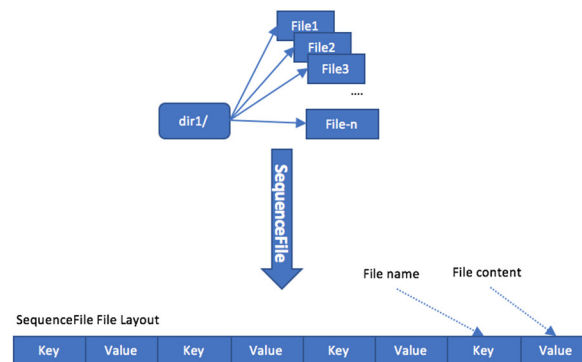 File1
File2
File3
....
dir1/
File-n
SequenceFile
File name
File content
SequenceFile File Layout
Key Value Key Value Key Value Key Value